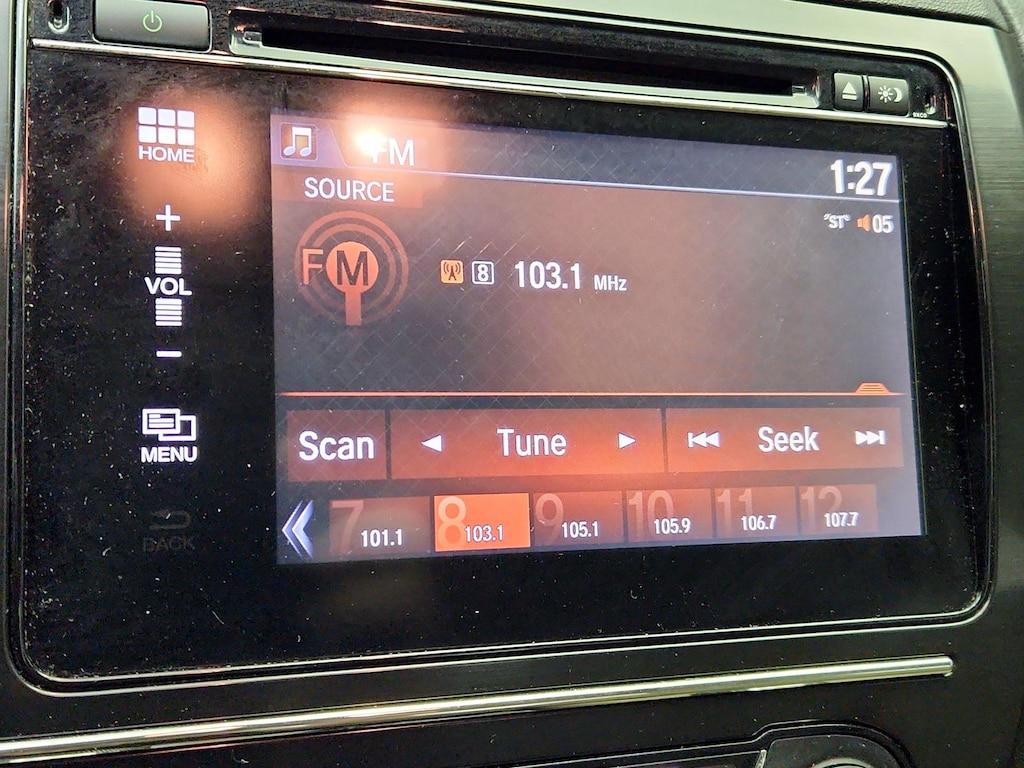 HOME
FM
1:27
SOURCE
"ST" 05
+
FM
8 103.1 MHz
VOL
−
MENU
Scan Tune Seek
7 101.1 8 103.1 9 105.1 10 105.9 11 106.7 12 107.7
BACK